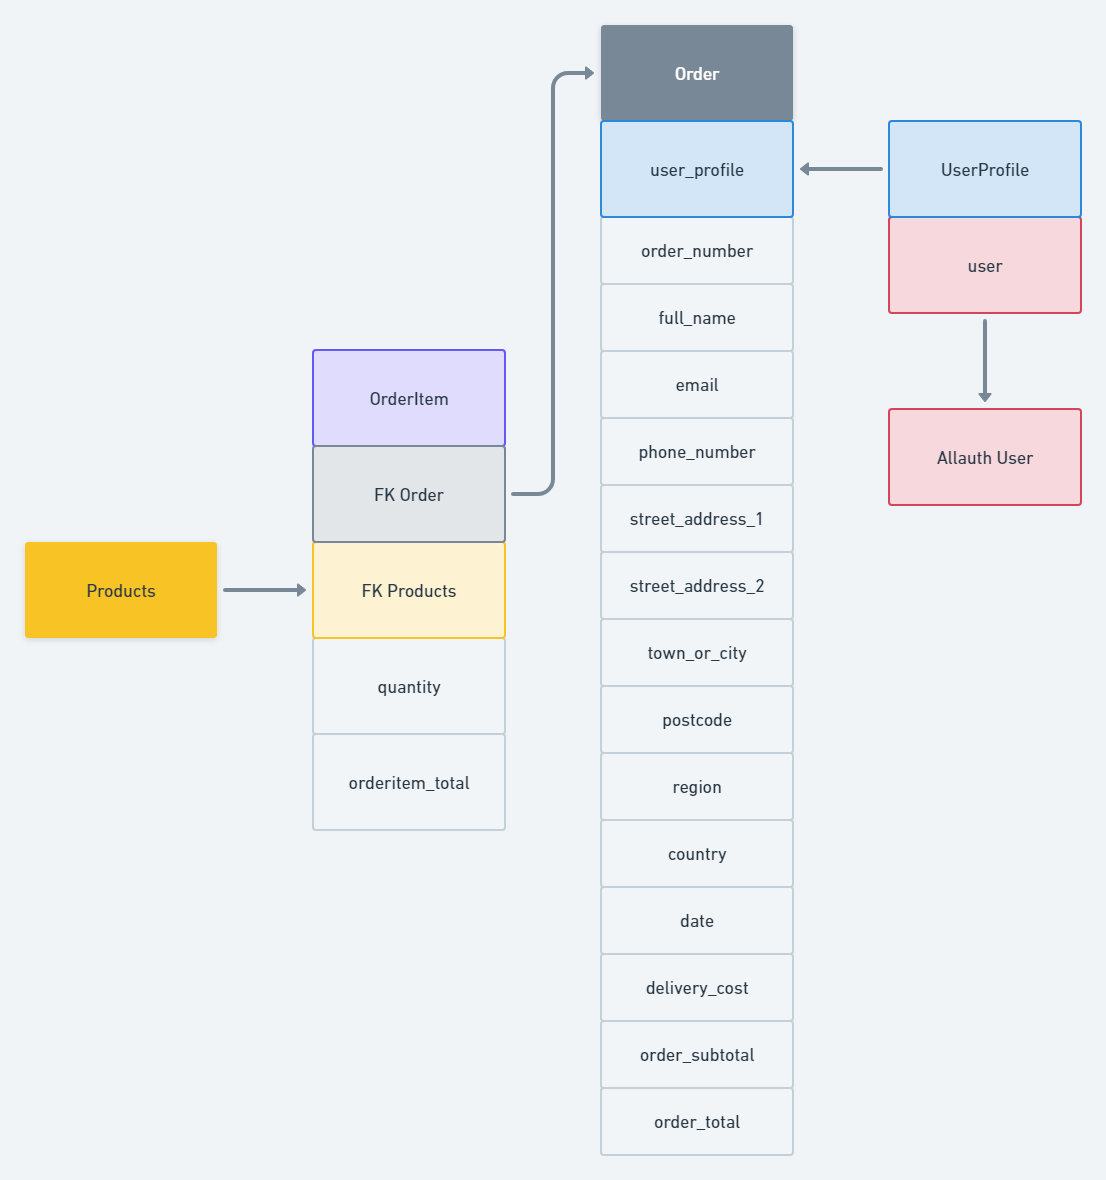 Order
user_profile
order_number
full_name
email
phone_number
street_address_1
street_address_2
town_or_city
postcode
region
country
date
delivery_cost
order_subtotal
order_total
UserProfile
user
Allauth User
OrderItem
FK Order
FK Products
quantity
orderitem_total
Products